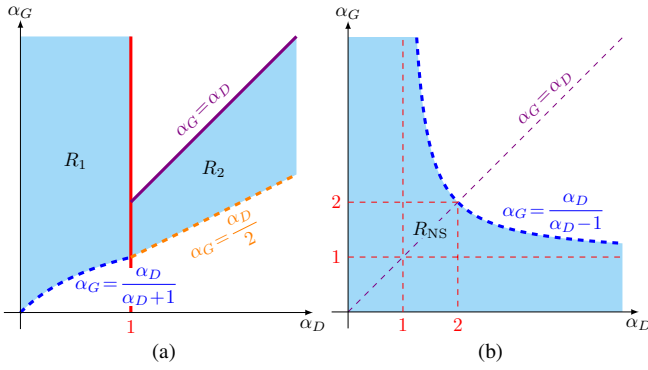 α_G
R_1
R_2
α_G=α_D
α_G=α_D/2
α_G=α_D/(α_D+1)
1
α_D
(a)
α_G
α_G=α_D
2
R_NS
α_G=α_D/(α_D−1)
1
1
2
α_D
(b)